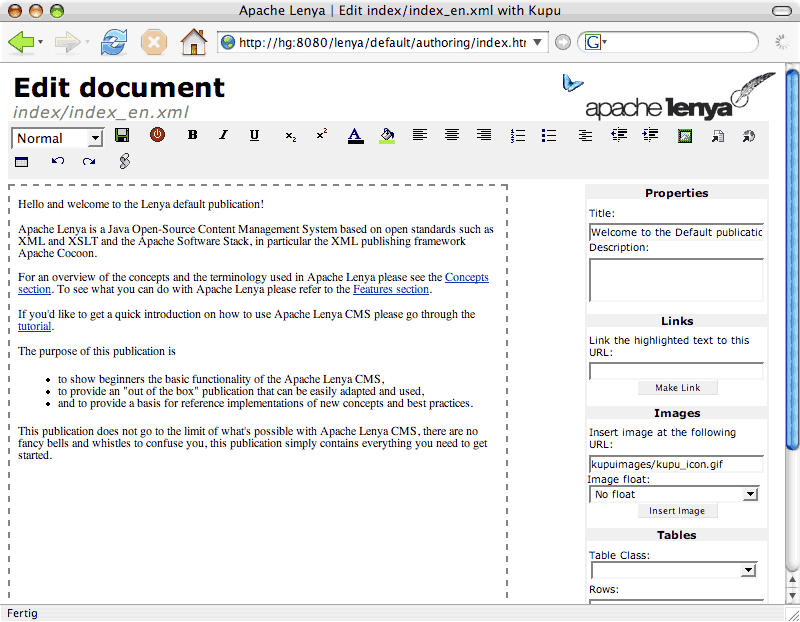 Apache Lenya | Edit index/index_en.xml with Kupu
http://hg:8080/lenya/default/authoring/index.htm
G
Edit document
index/index_en.xml
apache lenya
Normal
B I U x2 x2 A
Hello and welcome to the Lenya default publication!
Apache Lenya is a Java Open-Source Content Management System based on open standards such as
XML and XSLT and the Apache Software Stack, in particular the XML publishing framework
Apache Cocoon.
For an overview of the concepts and the terminology used in Apache Lenya please see the Concepts
section. To see what you can do with Apache Lenya please refer to the Features section.
If you'd like to get a quick introduction on how to use Apache Lenya CMS please go through the
tutorial.
The purpose of this publication is
• to show beginners the basic functionality of the Apache Lenya CMS,
• to provide an "out of the box" publication that can be easily adapted and used,
• and to provide a basis for reference implementations of new concepts and best practices.
This publication does not go to the limit of what's possible with Apache Lenya CMS, there are no
fancy bells and whistles to confuse you, this publication simply contains everything you need to get
started.
Properties
Title:
Welcome to the Default publicatic
Description:
Links
Link the highlighted text to this
URL:
Make Link
Images
Insert image at the following
URL:
kupuimages/kupu_icon.gif
Image float:
No float
Insert Image
Tables
Table Class:
Rows:
Fertig